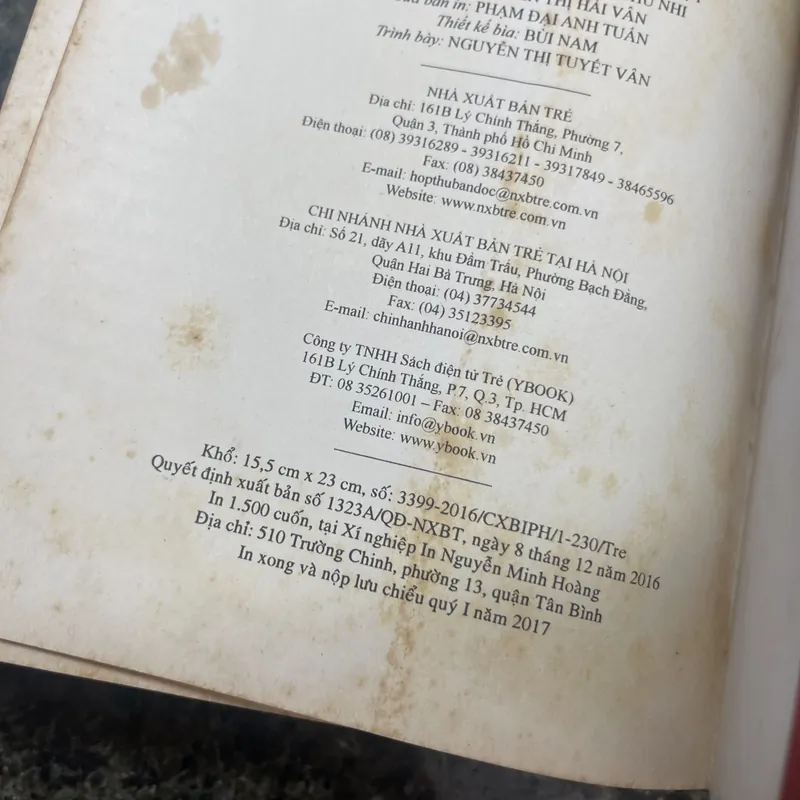 NHỊ
THỊ HẢI VÂN
bản in: PHẠM ĐẠI ANH TUẤN
Thiết kế bìa: BÙI NAM
Trình bày: NGUYỄN THỊ TUYẾT VÂN
NHÀ XUẤT BẢN TRẺ
Địa chỉ: 161B Lý Chính Thắng, Phường 7,
Quận 3, Thành phố Hồ Chí Minh
Điện thoại: (08) 39316289 - 39316211 - 39317849 - 38465596
Fax: (08) 38437450
E-mail: hopthubandoc@nxbtre.com.vn
Website: www.nxbtre.com.vn
CHI NHÁNH NHÀ XUẤT BẢN TRẺ TẠI HÀ NỘI
Địa chỉ: Số 21, dãy A11, khu Đầm Trấu, Phường Bạch Đằng,
Quận Hai Bà Trưng, Hà Nội
Điện thoại: (04) 37734544
Fax: (04) 35123395
E-mail: chinhanhhanoi@nxbtre.com.vn
Công ty TNHH Sách điện tử Trẻ (YBOOK)
161B Lý Chính Thắng, P.7, Q.3, Tp. HCM
ĐT: 08 35261001 – Fax: 08 38437450
Email: info@ybook.vn
Website: www.ybook.vn
Khổ: 15,5 cm x 23 cm, số: 3399-2016/CXBIPH/1-230/Tre
Quyết định xuất bản số 1323A/QĐ-NXBT, ngày 8 tháng 12 năm 2016
In 1.500 cuốn, tại Xí nghiệp In Nguyễn Minh Hoàng
Địa chỉ: 510 Trường Chinh, phường 13, quận Tân Bình
In xong và nộp lưu chiểu quý I năm 2017